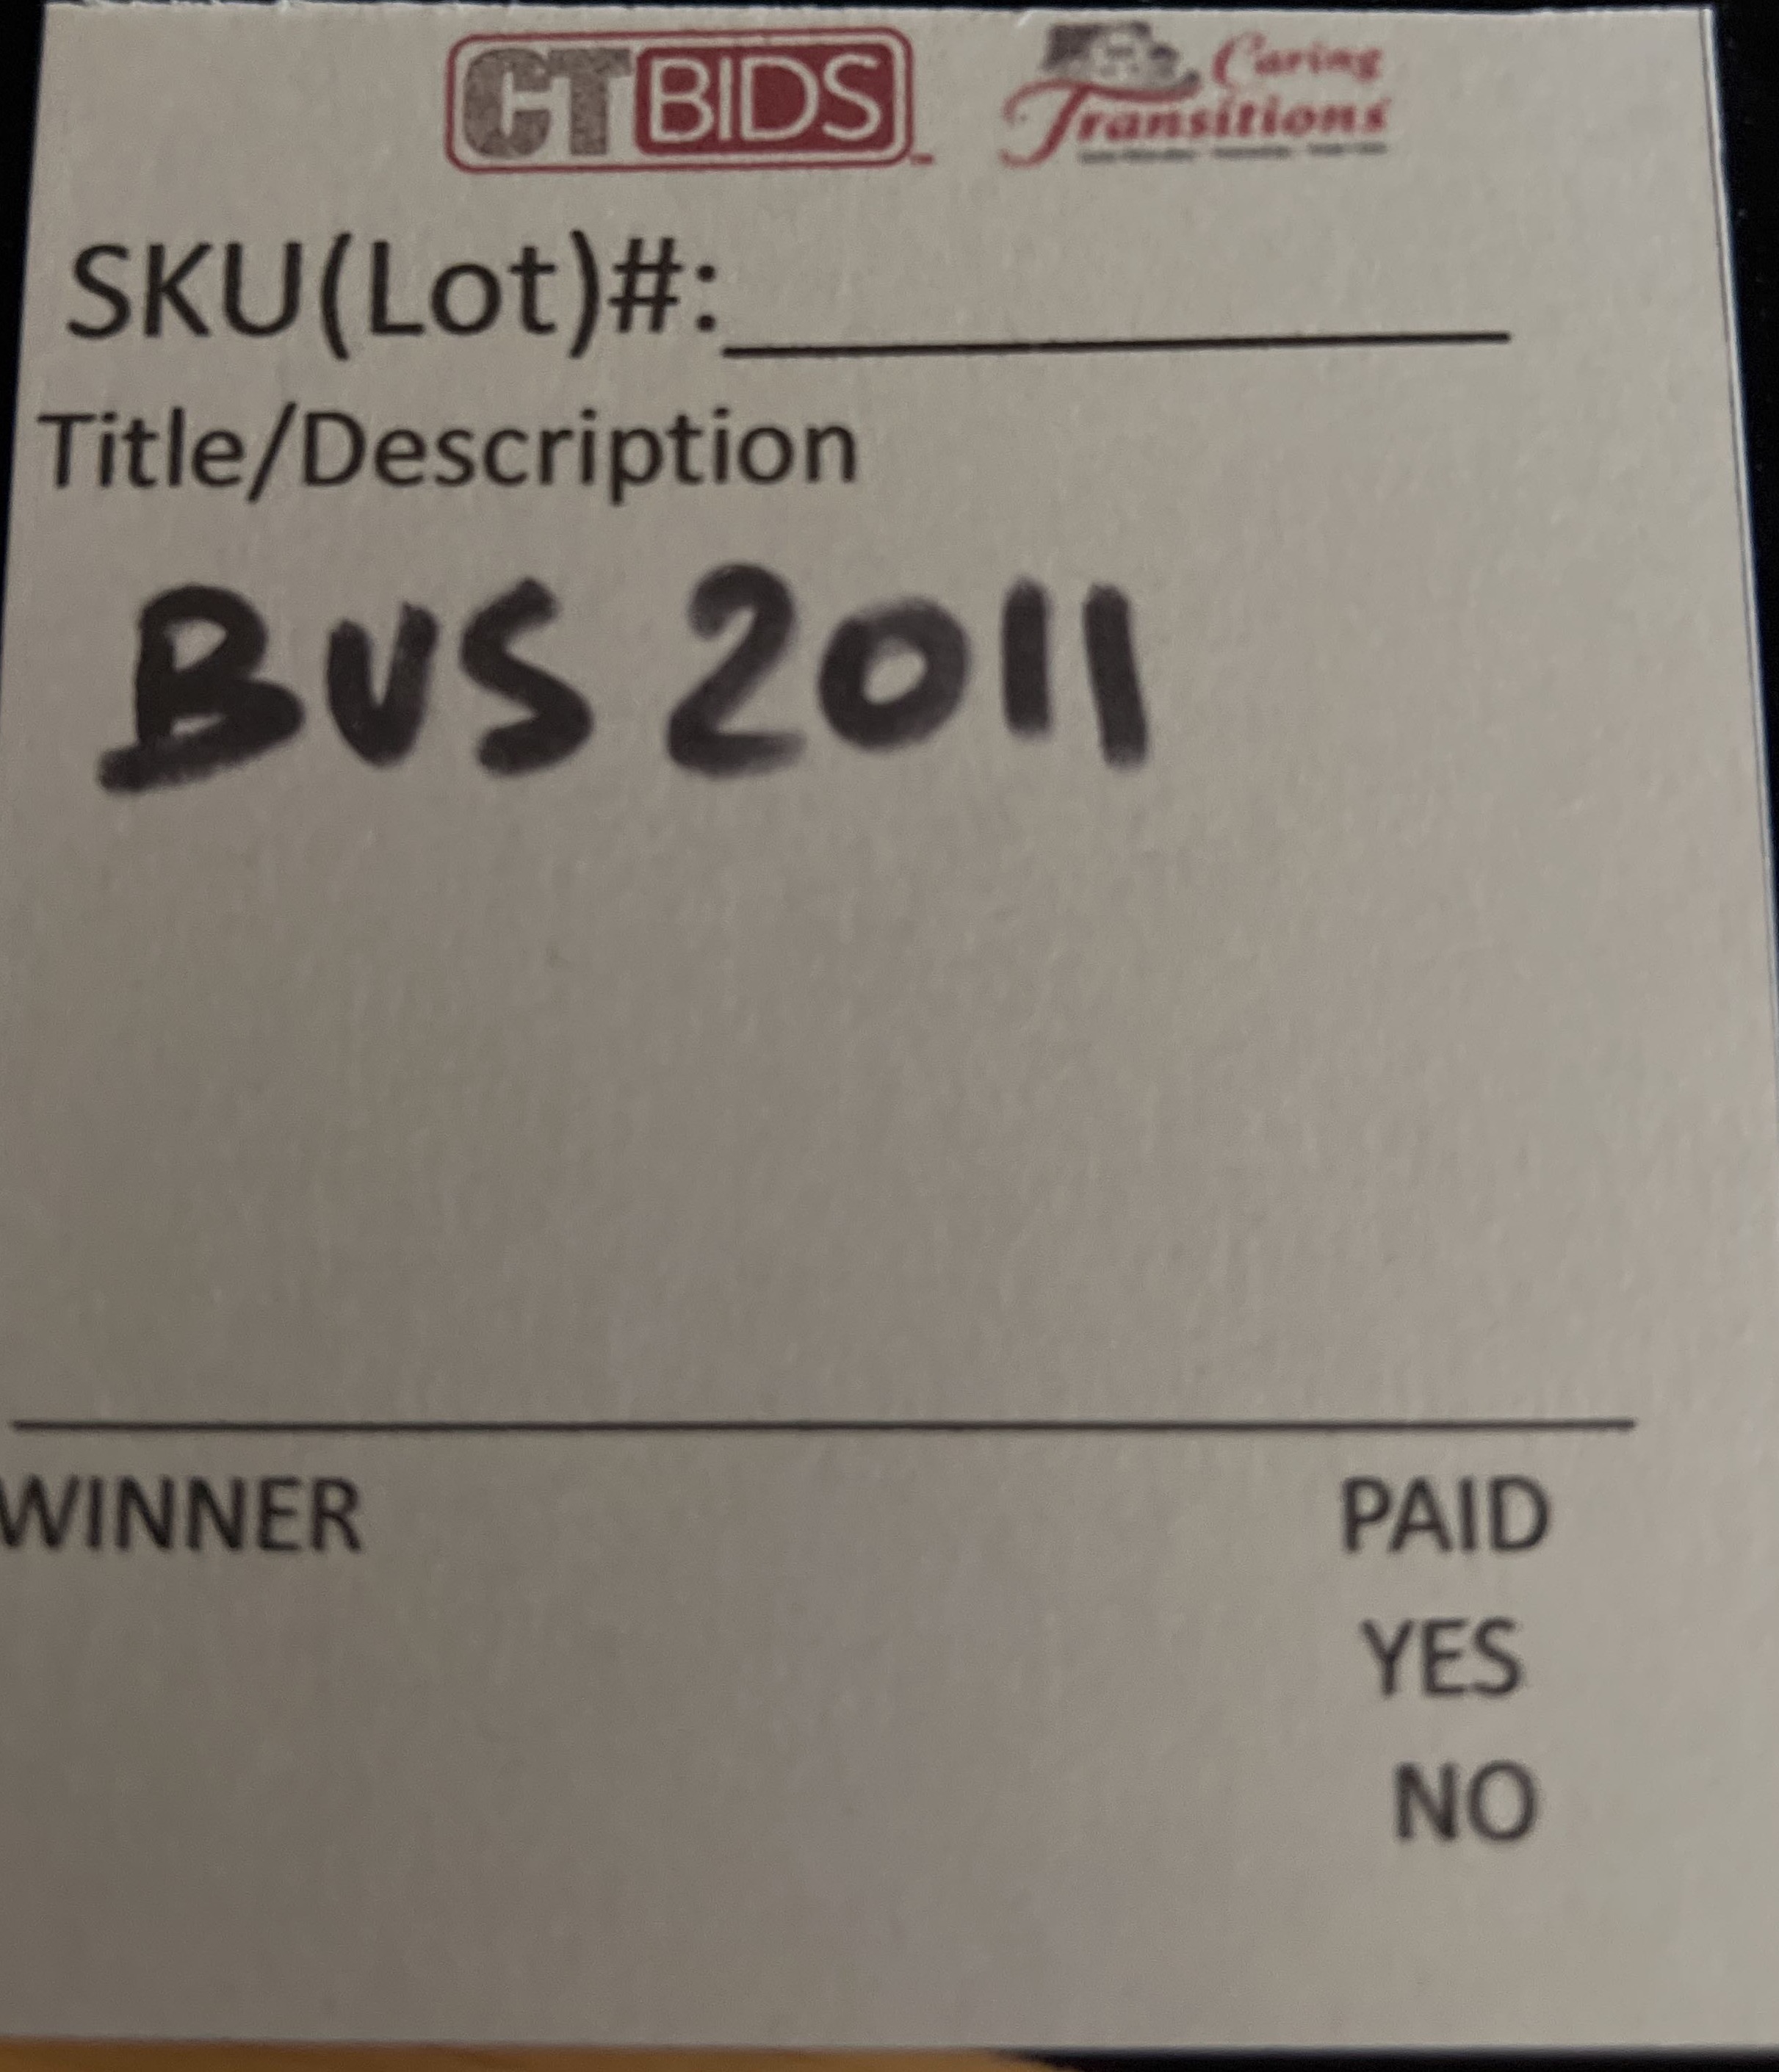 CTBIDS
Caring
Transitions
SKU(Lot)#:
Title/Description
BUS 2011
WINNER PAID
YES
NO